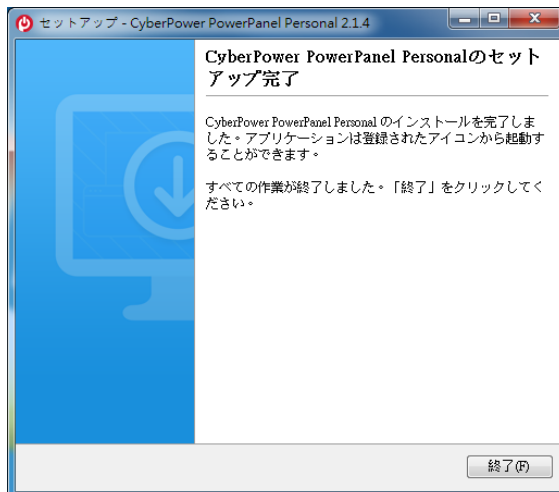 セットアップ - CyberPower PowerPanel Personal 2.1.4
CyberPower PowerPanel Personalのセット
アップ完了
CyberPower PowerPanel Personal のインストールを完了しま
した。アプリケーションは登録されたアイコンから起動す
ることができます。
すべての作業が終了しました。「終了」をクリックしてく
ださい。
終了(F)